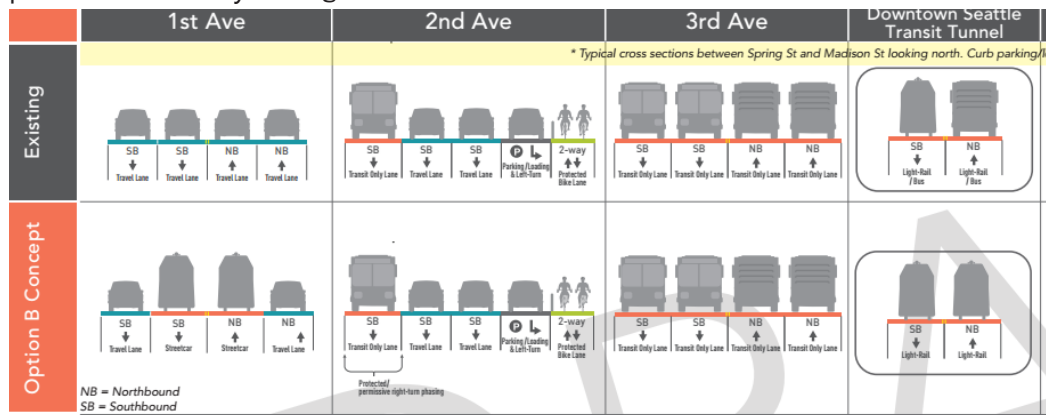 1st Ave
2nd Ave
3rd Ave
Downtown Seattle
Transit Tunnel
* Typical cross sections between Spring St and Madison St looking north. Curb parking/
Existing
SB
Travel Lane
SB
Travel Lane
NB
Travel Lane
NB
Travel Lane
SB
Transit Only Lane
SB
Travel Lane
SB
Travel Lane
P
Parking/Loading
& Left-Turn
2-way
Protected
Bike Lane
SB
Transit Only Lane
SB
Transit Only Lane
NB
Transit Only Lane
NB
Transit Only Lane
SB
Light-Rail
/ Bus
NB
Light-Rail
/ Bus
Option B Concept
SB
Travel Lane
SB
Streetcar
NB
Streetcar
NB
Travel Lane
SB
Transit Only Lane
SB
Travel Lane
SB
Travel Lane
P
Parking/Loading
& Left-Turn
2-way
Protected
Bike Lane
Protected/
permissive right-turn phasing
SB
Transit Only Lane
SB
Transit Only Lane
NB
Transit Only Lane
NB
Transit Only Lane
SB
Light-Rail
NB
Light-Rail
NB = Northbound
SB = Southbound